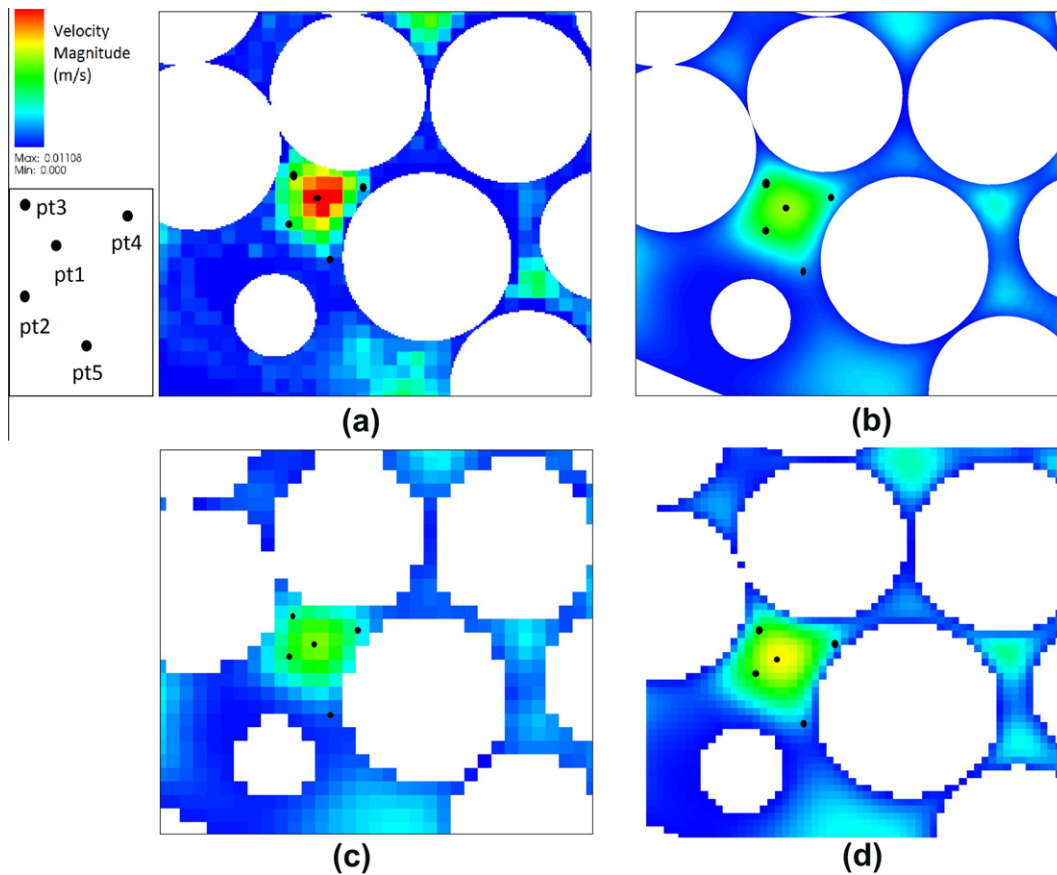 Velocity
Magnitude
(m/s)
Max: 0.01108
Min: 0.000
pt3
pt4
pt1
pt2
pt5
(a)
(b)
(c)
(d)